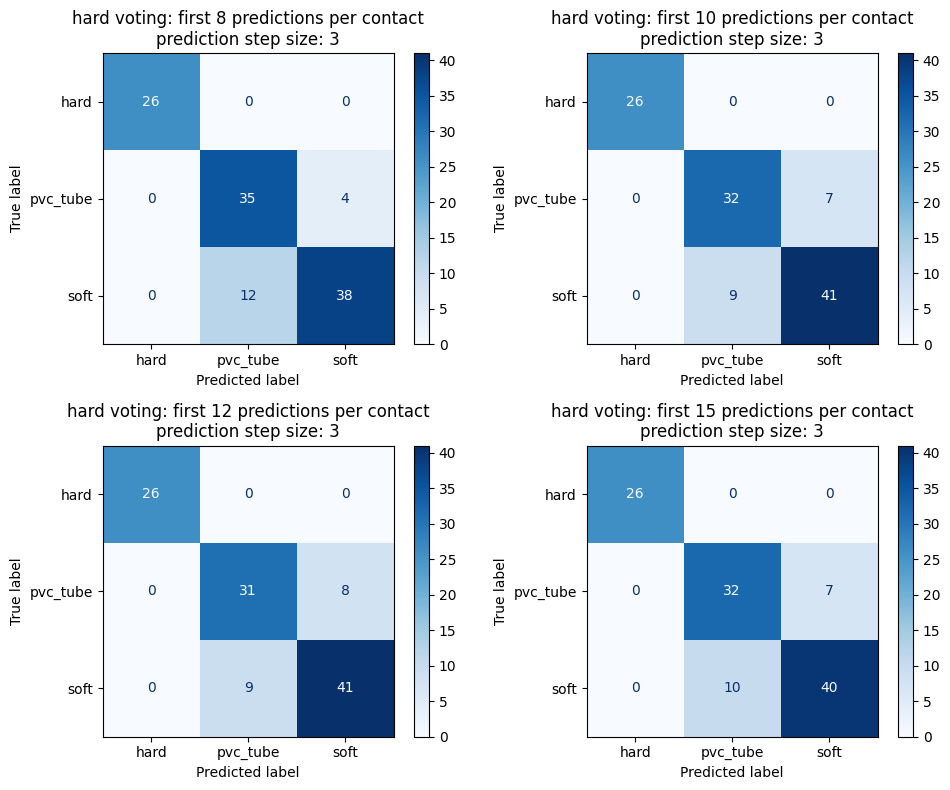 hard voting: first 8 predictions per contact
prediction step size: 3
hard
pvc_tube
soft
True label
26 0 0
0 35 4
0 12 38
hard pvc_tube soft
Predicted label
40
35
30
25
20
15
10
5
0
hard voting: first 10 predictions per contact
prediction step size: 3
hard
pvc_tube
soft
True label
26 0 0
0 32 7
0 9 41
hard pvc_tube soft
Predicted label
40
35
30
25
20
15
10
5
0
hard voting: first 12 predictions per contact
prediction step size: 3
hard
pvc_tube
soft
True label
26 0 0
0 31 8
0 9 41
hard pvc_tube soft
Predicted label
40
35
30
25
20
15
10
5
0
hard voting: first 15 predictions per contact
prediction step size: 3
hard
pvc_tube
soft
True label
26 0 0
0 32 7
0 10 40
hard pvc_tube soft
Predicted label
40
35
30
25
20
15
10
5
0